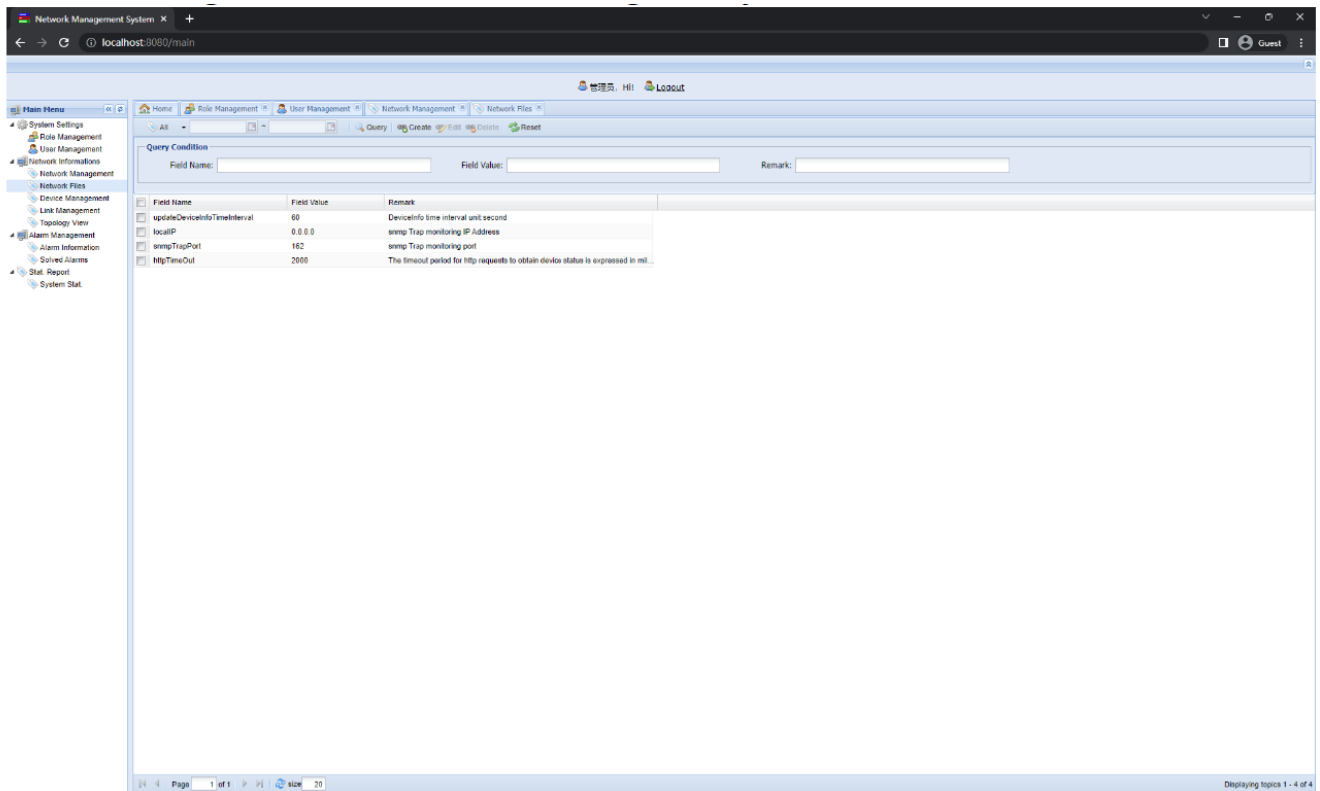 Network Management System
localhost:8080/main
Guest
管理员, Hi! Logout
Main Menu
Home Role Management User Management Network Management Network Files
System Settings
Role Management
User Management
Network Informations
Network Management
Network Files
Device Management
Link Management
Topology View
Alarm Management
Alarm Information
Solved Alarms
Stat. Report
System Stat.
All - Query Create Edit Delete Reset
Query Condition
Field Name: Field Value: Remark:
Field Name Field Value Remark
updateDeviceInfoTimeInterval 60 DeviceInfo time interval unit:second
localIP 0.0.0.0 snmp Trap monitoring IP Address
snmpTrapPort 162 snmp Trap monitoring port
httpTimeOut 2000 The timeout period for http requests to obtain device status is expressed in mil...
Page 1 of 1 size 20 Displaying topics 1 - 4 of 4